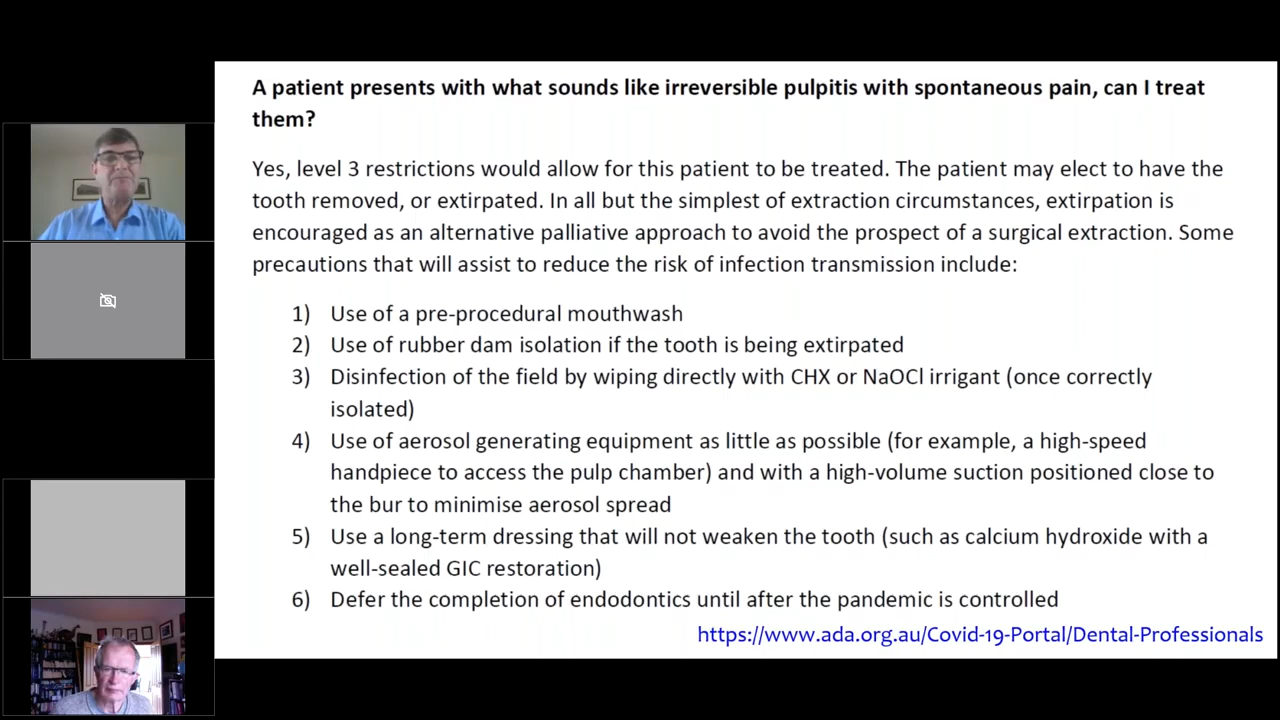 A patient presents with what sounds like irreversible pulpitis with spontaneous pain, can I treat
them?
Yes, level 3 restrictions would allow for this patient to be treated. The patient may elect to have the
tooth removed, or extirpated. In all but the simplest of extraction circumstances, extirpation is
encouraged as an alternative palliative approach to avoid the prospect of a surgical extraction. Some
precautions that will assist to reduce the risk of infection transmission include:
1) Use of a pre-procedural mouthwash
2) Use of rubber dam isolation if the tooth is being extirpated
3) Disinfection of the field by wiping directly with CHX or NaOCl irrigant (once correctly
isolated)
4) Use of aerosol generating equipment as little as possible (for example, a high-speed
handpiece to access the pulp chamber) and with a high-volume suction positioned close to
the bur to minimise aerosol spread
5) Use a long-term dressing that will not weaken the tooth (such as calcium hydroxide with a
well-sealed GIC restoration)
6) Defer the completion of endodontics until after the pandemic is controlled
https://www.ada.org.au/Covid-19-Portal/Dental-Professionals